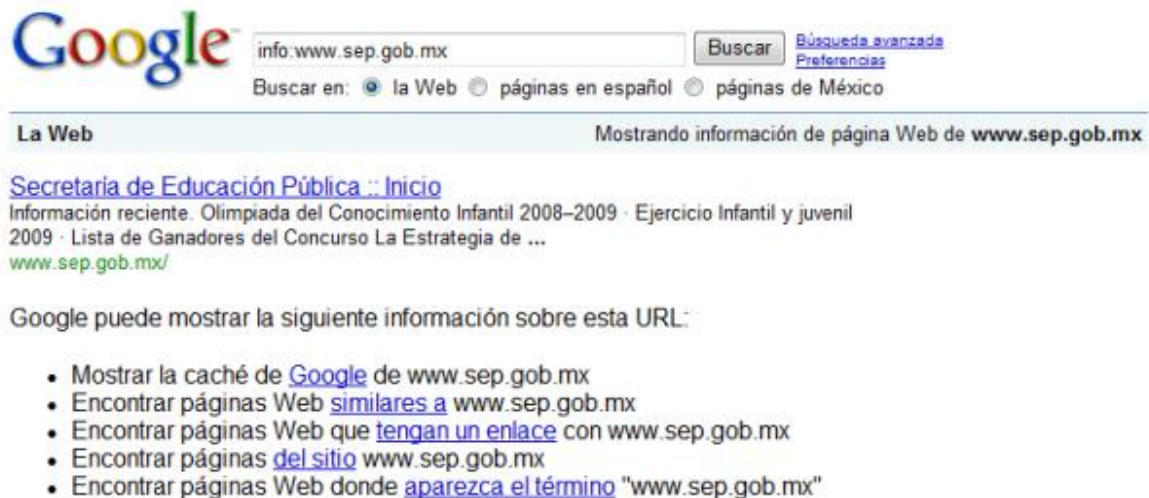 Google
info:www.sep.gob.mx Buscar Búsqueda avanzada
Preferencias
Buscar en: la Web páginas en español páginas de México
La Web Mostrando información de página Web de www.sep.gob.mx
Secretaría de Educación Pública :: Inicio
Información reciente. Olimpiada del Conocimiento Infantil 2008–2009 · Ejercicio Infantil y juvenil
2009 · Lista de Ganadores del Concurso La Estrategia de ...
www.sep.gob.mx/
Google puede mostrar la siguiente información sobre esta URL:
• Mostrar la caché de Google de www.sep.gob.mx
• Encontrar páginas Web similares a www.sep.gob.mx
• Encontrar páginas Web que tengan un enlace con www.sep.gob.mx
• Encontrar páginas del sitio www.sep.gob.mx
• Encontrar páginas Web donde aparezca el término "www.sep.gob.mx"